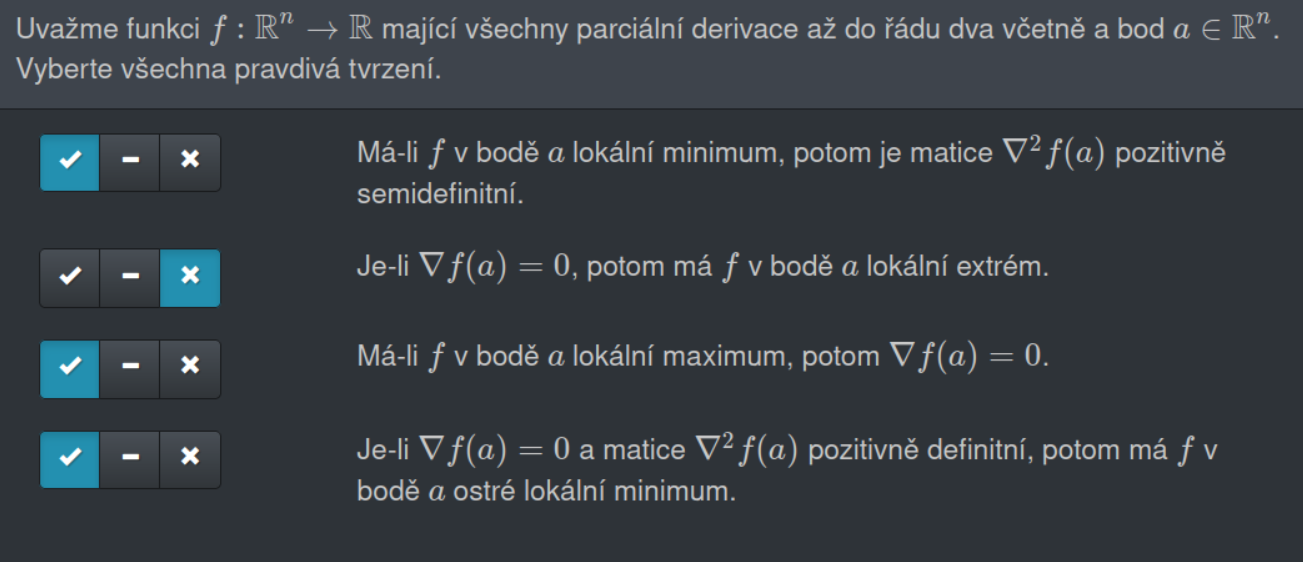 Uvažme funkci $f : \mathbb{R}^n \to \mathbb{R}$ mající všechny parciální derivace až do řádu dva včetně a bod $a \in \mathbb{R}^n$.
Vyberte všechna pravdivá tvrzení.
Má-li $f$ v bodě $a$ lokální minimum, potom je matice $\nabla^2 f(a)$ pozitivně
semidefinitní.
Je-li $\nabla f(a) = 0$, potom má $f$ v bodě $a$ lokální extrém.
Má-li $f$ v bodě $a$ lokální maximum, potom $\nabla f(a) = 0$.
Je-li $\nabla f(a) = 0$ a matice $\nabla^2 f(a)$ pozitivně definitní, potom má $f$ v
bodě $a$ ostré lokální minimum.